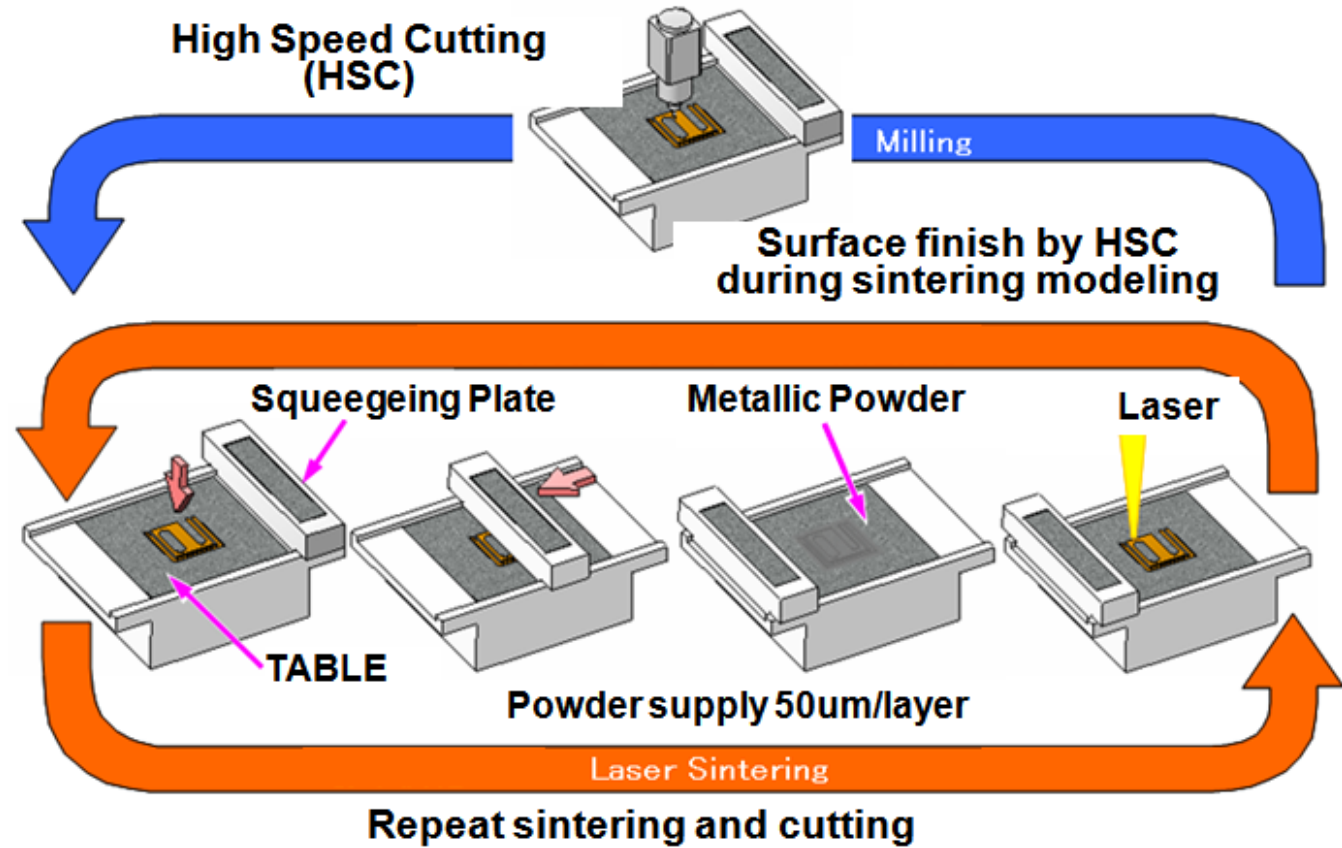 High Speed Cutting
(HSC)
Milling
Surface finish by HSC
during sintering modeling
Squeegeing Plate
Metallic Powder
Laser
TABLE
Powder supply 50um/layer
Laser Sintering
Repeat sintering and cutting